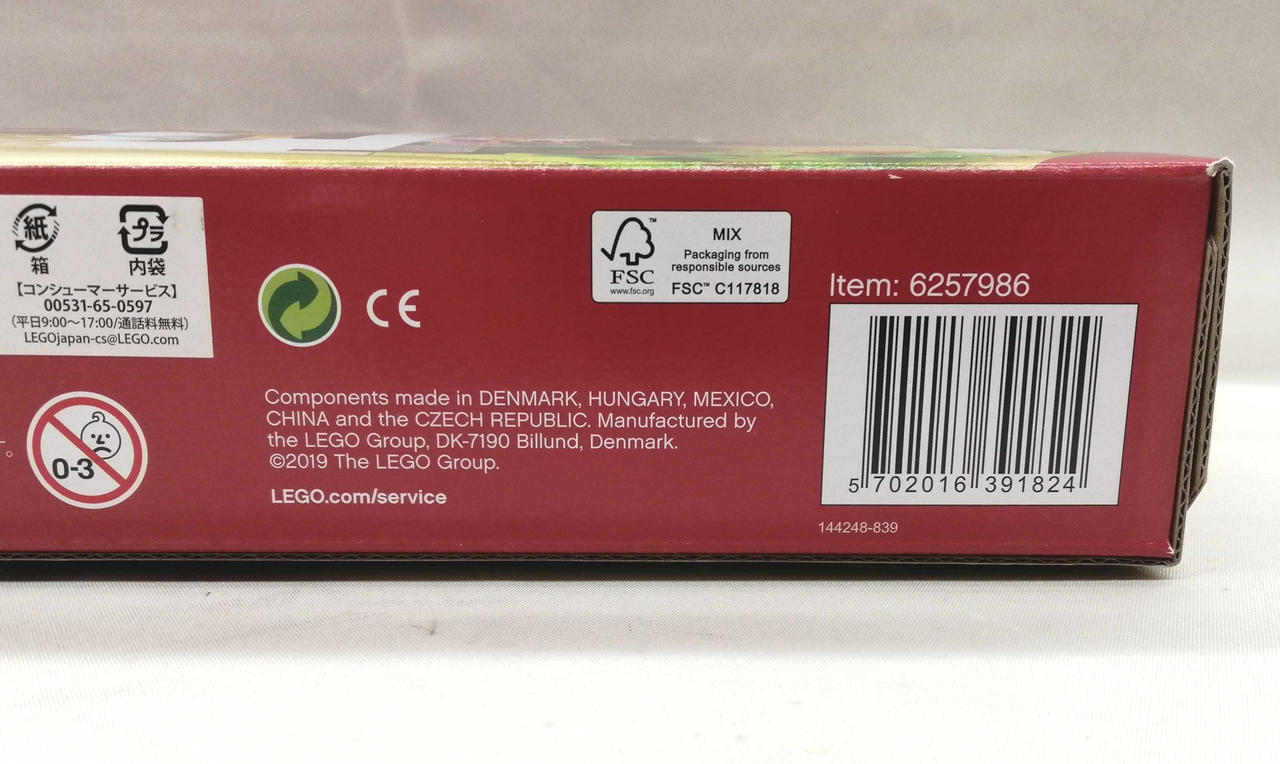 紙
プラ
箱
内袋
【コンシューマーサービス】
00531-65-0597
(平日9:00~17:00/通話料無料)
LEGOjapan-cs@LEGO.com
0-3
CE
Components made in DENMARK, HUNGARY, MEXICO,
CHINA and the CZECH REPUBLIC. Manufactured by
the LEGO Group, DK-7190 Billund, Denmark.
©2019 The LEGO Group.
LEGO.com/service
FSC
™
www.fsc.org
MIX
Packaging from
responsible sources
FSC™ C117818
Item: 6257986
5 702016 391824
144248-839